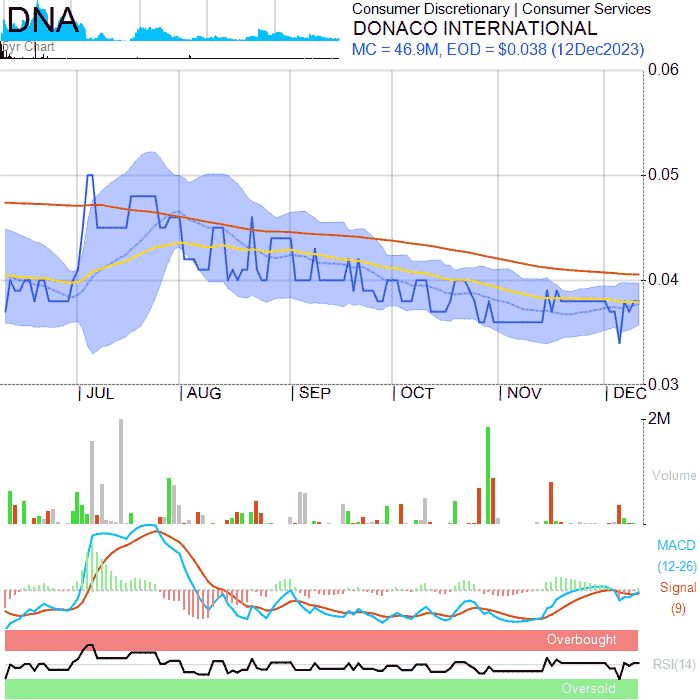 DNA
5yr Chart
Consumer Discretionary | Consumer Services
DONACO INTERNATIONAL
MC = 46.9M, EOD = $0.038 (12Dec2023)
0.06
0.05
0.04
0.03
| JUL
| AUG
| SEP
| OCT
| NOV
| DEC
2M
Volume
MACD
(12-26)
Signal
(9)
Overbought
RSI(14)
Oversold